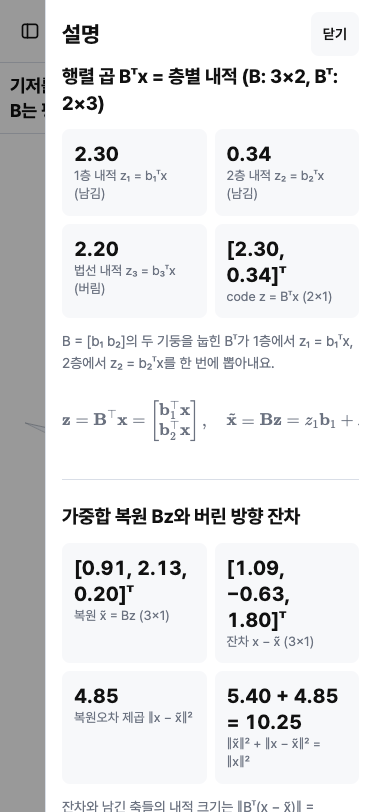 설명
닫기
기저
B는
행렬 곱 Bᵀx = 층별 내적 (B: 3×2, Bᵀ:
2×3)
2.30
1층 내적 z₁ = b₁ᵀx
(남김)
0.34
2층 내적 z₂ = b₂ᵀx
(남김)
2.20
법선 내적 z₃ = b₃ᵀx
(버림)
[2.30,
0.34]ᵀ
code z = Bᵀx (2×1)
B = [b₁ b₂]의 두 기둥을 눕힌 Bᵀ가 1층에서 z₁ = b₁ᵀx,
2층에서 z₂ = b₂ᵀx를 한 번에 뽑아내요.
z = B⊤x = [b₁⊤x b₂⊤x], x̃ = Bz = z₁b₁ +
가중합 복원 Bz와 버린 방향 잔차
[0.91, 2.13,
0.20]ᵀ
복원 x̃ = Bz (3×1)
[1.09,
−0.63,
1.80]ᵀ
잔차 x − x̃ (3×1)
4.85
복원오차 제곱 ‖x − x̃‖²
5.40 + 4.85
= 10.25
‖x̃‖² + ‖x − x̃‖² =
‖x‖²
잔차와 남긴 축들의 내적 크기는 ‖Bᵀ(x − x̃)‖ =